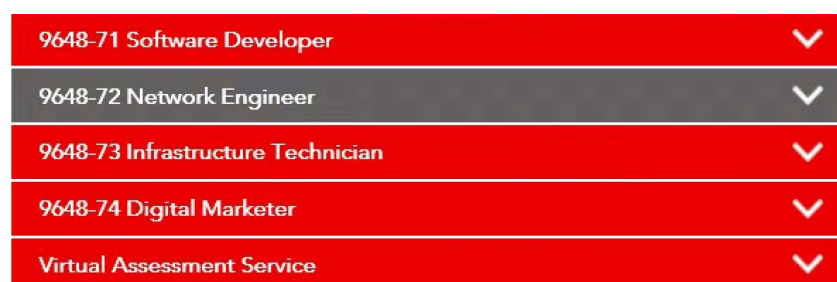 9648-71 Software Developer
9648-72 Network Engineer
9648-73 Infrastructure Technician
9648-74 Digital Marketer
Virtual Assessment Service